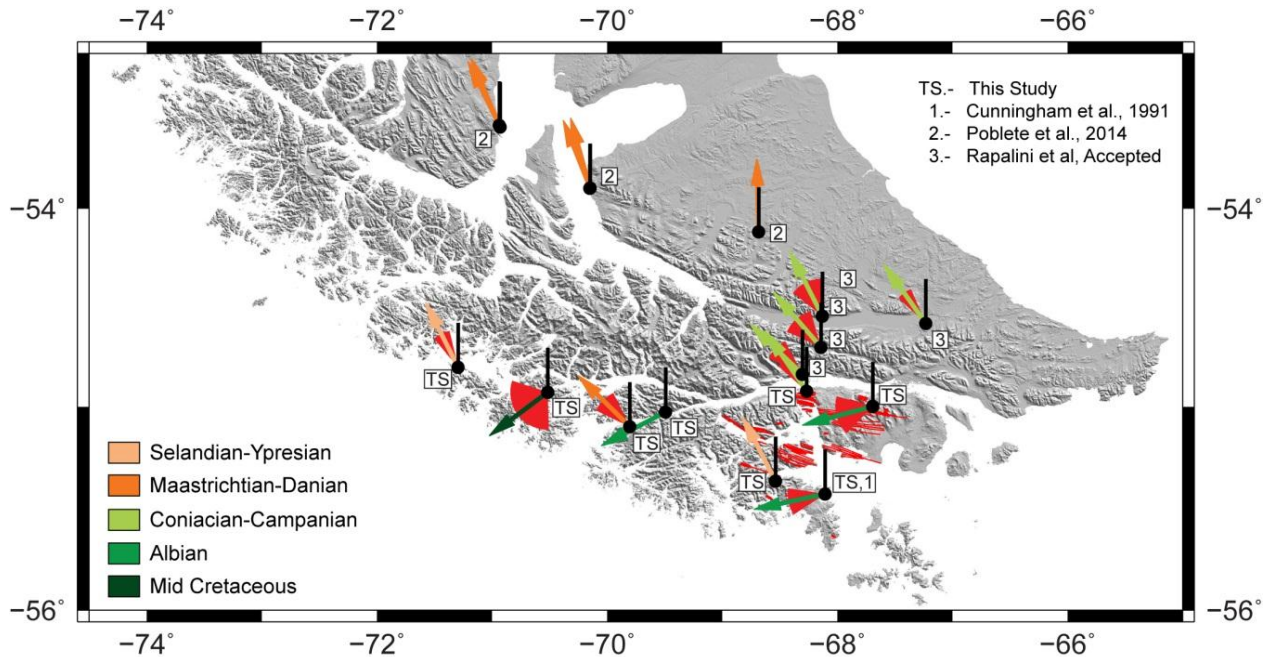 −74° −72° −70° −68° −66°
TS.- This Study
1.- Cunningham et al., 1991
2.- Poblete et al., 2014
3.- Rapalini et al, Accepted
2
2
−54° −54°
2
3
3
3
3
3
TS
TS
TS
TS
TS
TS
TS
TS,1
Selandian-Ypresian
Maastrichtian-Danian
Coniacian-Campanian
Albian
Mid Cretaceous
−56° −56°
−74° −72° −70° −68° −66°